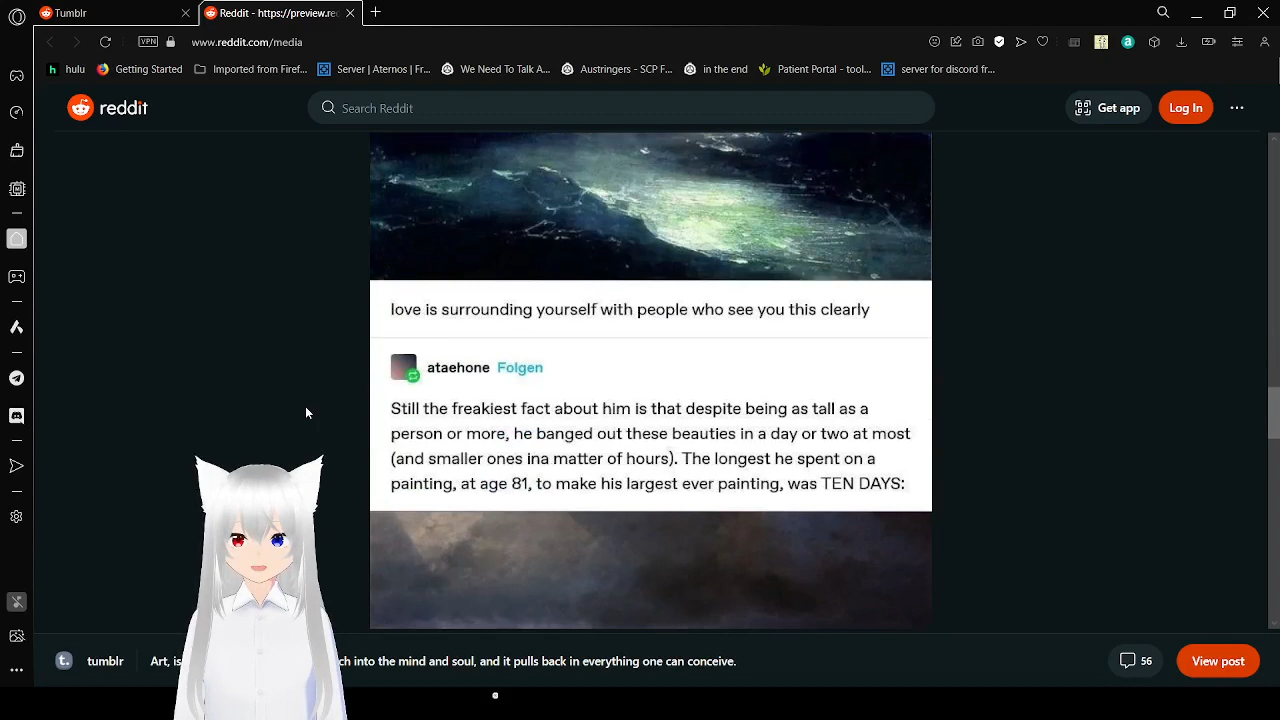 Tumblr
Reddit - https://preview.rec
VPN
www.reddit.com/media
hulu
Getting Started
Imported from Firef...
Server | Aternos | Fr...
We Need To Talk A...
Austringers - SCP F...
in the end
Patient Portal - tool...
server for discord fr...
reddit
Search Reddit
Get app
Log In
love is surrounding yourself with people who see you this clearly
ataehone Folgen
Still the freakiest fact about him is that despite being as tall as a
person or more, he banged out these beauties in a day or two at most
(and smaller ones ina matter of hours). The longest he spent on a
painting, at age 81, to make his largest ever painting, was TEN DAYS:
t.
tumblr
Art, is ch into the mind and soul, and it pulls back in everything one can conceive.
56
View post